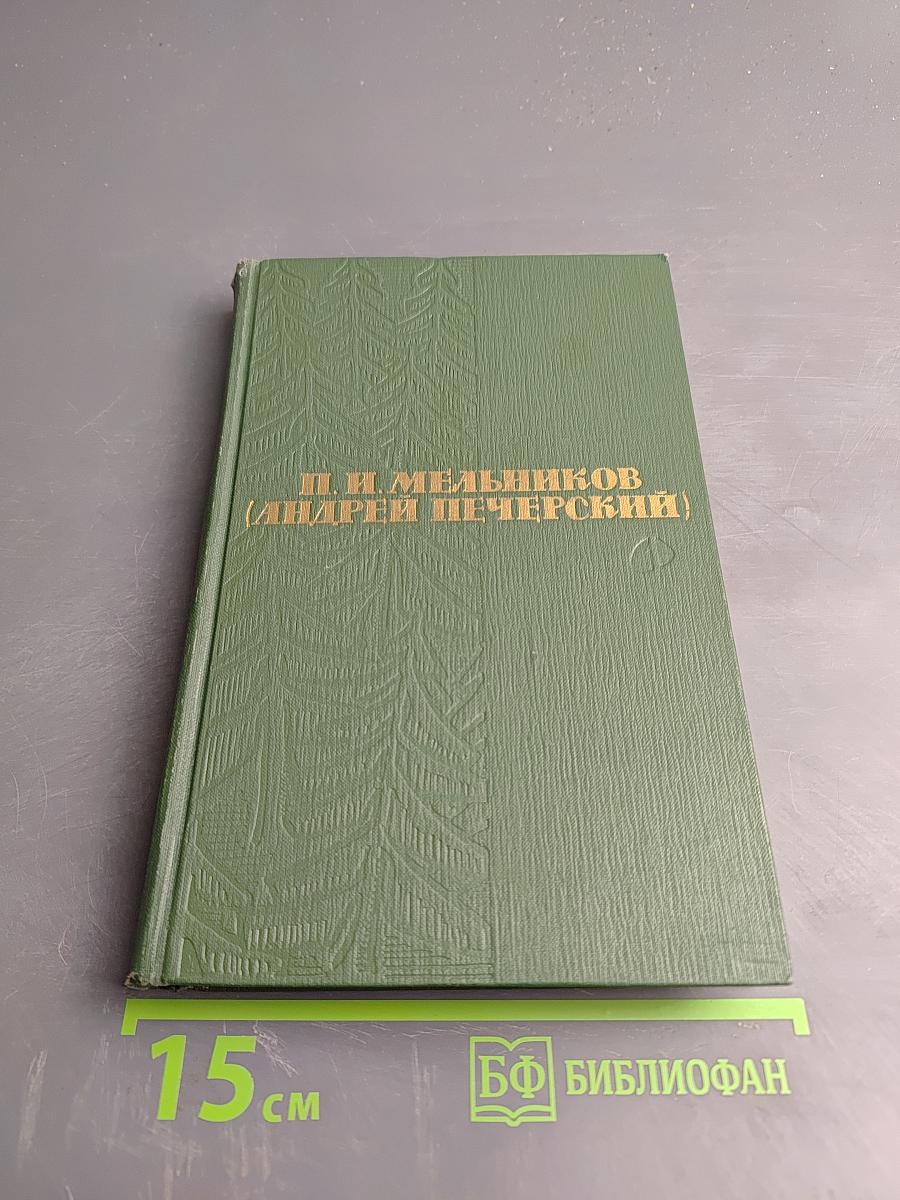 П. И. МЕЛЬНИКОВ
(АНДРЕЙ ПЕЧЕРСКИЙ)
15 см
БФ БИБЛИОФАН